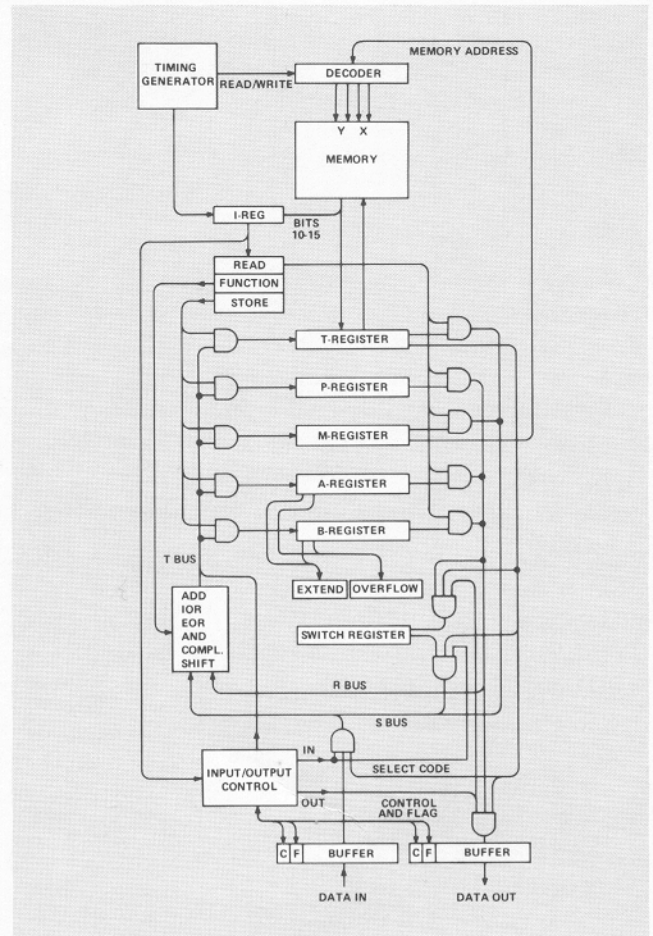 MEMORY ADDRESS
TIMING
GENERATOR
READ/WRITE
DECODER
Y X
MEMORY
I-REG
BITS
10-15
READ
FUNCTION
STORE
T-REGISTER
P-REGISTER
M-REGISTER
A-REGISTER
B-REGISTER
T BUS
EXTEND
OVERFLOW
ADD
IOR
EOR
AND
COMPL.
SHIFT
SWITCH REGISTER
R BUS
S BUS
IN
SELECT CODE
INPUT/OUTPUT
CONTROL
OUT
CONTROL
AND FLAG
C F BUFFER
C F BUFFER
DATA IN
DATA OUT